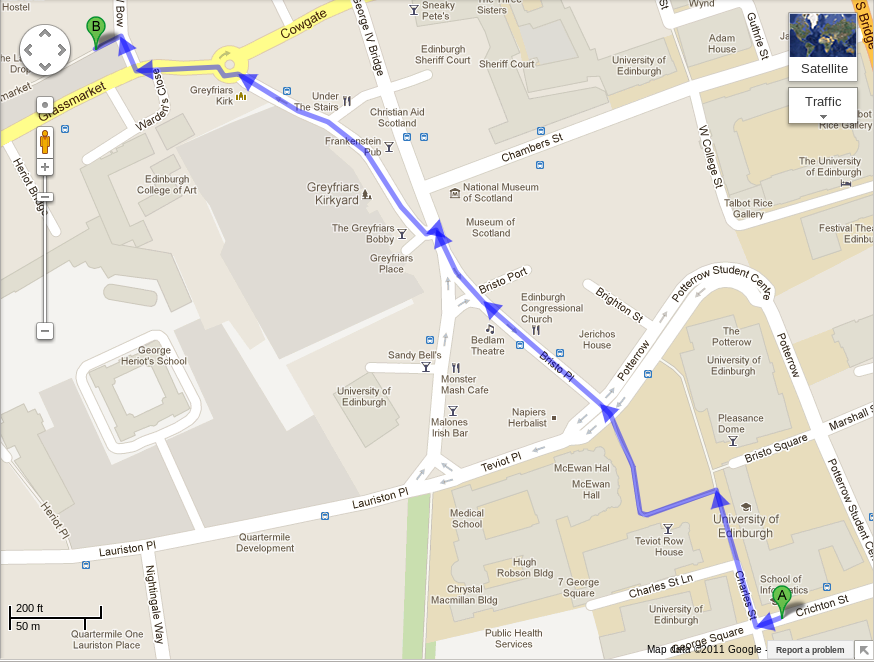 Hostel
W Bow
Sneaky
Pete's
The Three
Sisters
Wynd
Guthrie St
S Bridge
George IV Bridge
Cowgate
Adam
House
Satellite
Traffic
Edinburgh
Sheriff Court
Sheriff Court
University of
Edinburgh
B
Grassmarket
Greyfriars
Kirk
Under
The Stairs
Christian Aid
Scotland
Warden's Close
Frankenstein
Pub
Chambers St
W College St
Rice Gallery
The University
of Edinburgh
Heriot Bridge
Edinburgh
College of Art
Greyfriars
Kirkyard
National Museum
of Scotland
Talbot Rice
Gallery
Museum of
Scotland
The Greyfriars
Bobby
Festival Thea
Edinbu
Greyfriars
Place
Bristo Port
Brighton St
Potterrow Student Centre
Edinburgh
Congressional
Church
Bedlam
Theatre
Jerichos
House
Potterrow
The
Potterrow
University of
Edinburgh
Potterrow
George
Heriot's School
Sandy Bell's
Bristo Pl
Monster
Mash Cafe
University of
Edinburgh
Malones
Irish Bar
Napiers
Herbalist
Pleasance
Dome
Marshall S
Bristo Square
Teviot Pl
McEwan Hal
McEwan
Hall
Potterrow Student Cen
Lauriston Pl
Heriot Pl
Medical
School
University of
Edinburgh
Teviot Row
House
Lauriston Pl
Quartermile
Development
Hugh
Robson Bldg
7 George
Square
Charles St Ln
Charles St
School of
Informatics
A
Crichton St
Nightingale Way
Chrystal
Macmillan Bldg
University of
Edinburgh
200 ft
50 m
Quartermile One
Lauriston Place
Public Health
Services
George Square
Map data ©2011 Google -
Report a problem